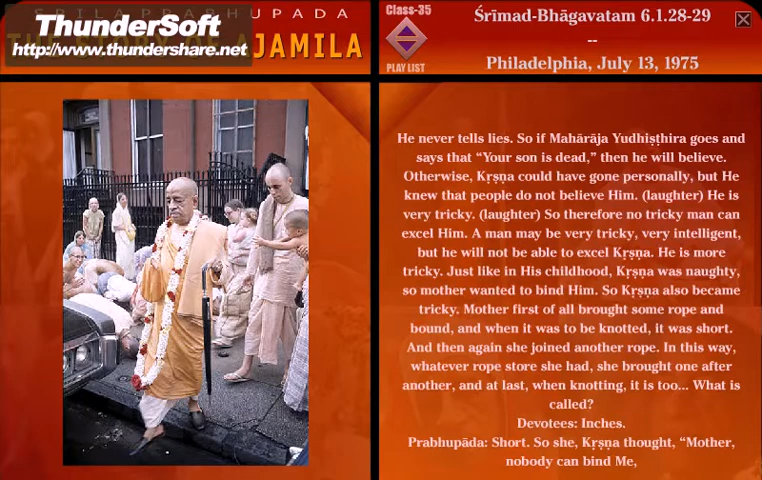 SRILA PRABHUPADA
ThunderSoft
http://www.thundershare.net
THE STORY OF AJAMILA
Class-35
PLAY LIST
Śrīmad-Bhāgavatam 6.1.28-29
--
Philadelphia, July 13, 1975
He never tells lies. So if Mahārāja Yudhiṣṭhira goes and
says that “Your son is dead,” then he will believe.
Otherwise, Kṛṣṇa could have gone personally, but He
knew that people do not believe Him. (laughter) He is
very tricky. (laughter) So therefore no tricky man can
excel Him. A man may be very tricky, very intelligent,
but he will not be able to excel Kṛṣṇa. He is more
tricky. Just like in His childhood, Kṛṣṇa was naughty,
so mother wanted to bind Him. So Kṛṣṇa also became
tricky. Mother first of all brought some rope and
bound, and when it was to be knotted, it was short.
And then again she joined another rope. In this way,
whatever rope store she had, she brought one after
another, and at last, when knotting, it is too... What is
called?
Devotees: Inches.
Prabhupāda: Short. So she, Kṛṣṇa thought, “Mother,
nobody can bind Me,